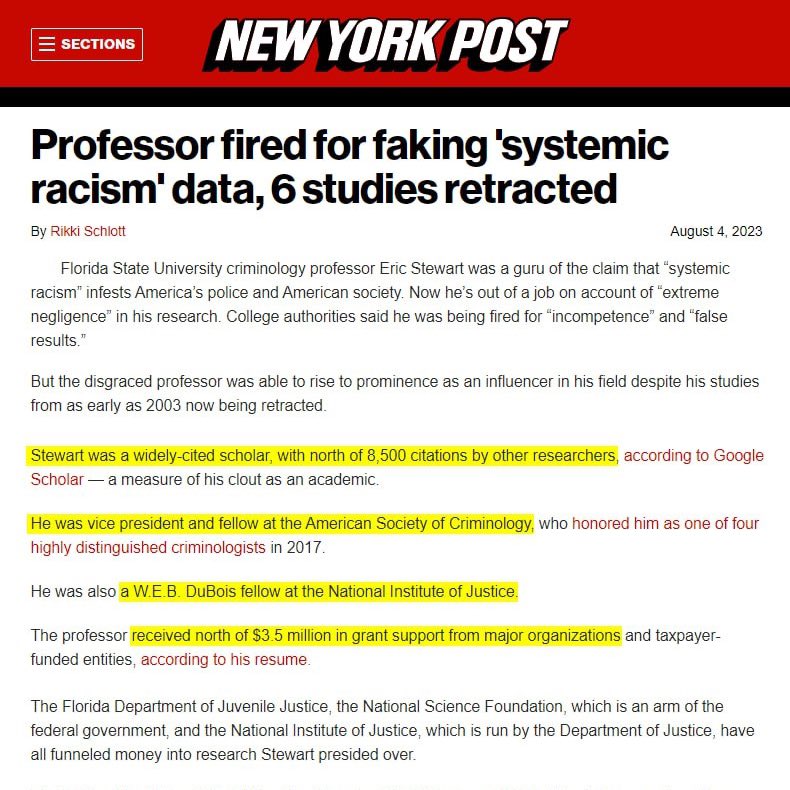 SECTIONS
NEW YORK POST
Professor fired for faking 'systemic
racism' data, 6 studies retracted
By Rikki Schlott
August 4, 2023
Florida State University criminology professor Eric Stewart was a guru of the claim that “systemic
racism” infests America’s police and American society. Now he’s out of a job on account of “extreme
negligence” in his research. College authorities said he was being fired for “incompetence” and “false
results.”
But the disgraced professor was able to rise to prominence as an influencer in his field despite his studies
from as early as 2003 now being retracted.
Stewart was a widely-cited scholar, with north of 8,500 citations by other researchers, according to Google
Scholar — a measure of his clout as an academic.
He was vice president and fellow at the American Society of Criminology, who honored him as one of four
highly distinguished criminologists in 2017.
He was also a W.E.B. DuBois fellow at the National Institute of Justice.
The professor received north of $3.5 million in grant support from major organizations and taxpayer-
funded entities, according to his resume.
The Florida Department of Juvenile Justice, the National Science Foundation, which is an arm of the
federal government, and the National Institute of Justice, which is run by the Department of Justice, have
all funneled money into research Stewart presided over.